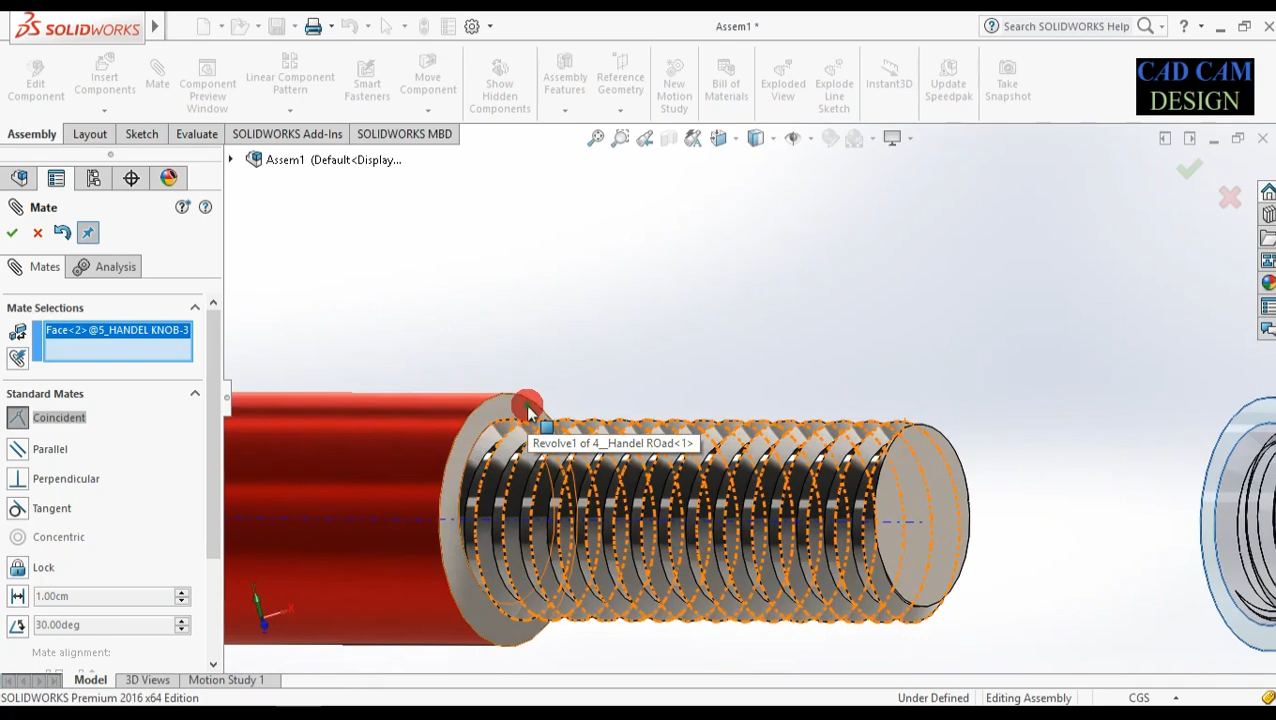 SOLIDWORKS
Assem1 *
Search SOLIDWORKS Help
Edit Component
Insert Components
Mate
Component Preview Window
Linear Component Pattern
Smart Fasteners
Move Component
Show Hidden Components
Assembly Features
Reference Geometry
New Motion Study
Bill of Materials
Exploded View
Explode Line Sketch
Instant3D
Update Speedpak
Take Snapshot
CAD CAM
DESIGN
Assembly
Layout
Sketch
Evaluate
SOLIDWORKS Add-Ins
SOLIDWORKS MBD
Assem1 (Default<Display...
Mate
Mates
Analysis
Mate Selections
Face<2>@5_HANDEL KNOB-3
Standard Mates
Coincident
Parallel
Perpendicular
Tangent
Concentric
Lock
1.00cm
30.00deg
Mate alignment:
Revolve1 of 4__Handel ROad<1>
Model
3D Views
Motion Study 1
SOLIDWORKS Premium 2016 x64 Edition
Under Defined
Editing Assembly
CGS